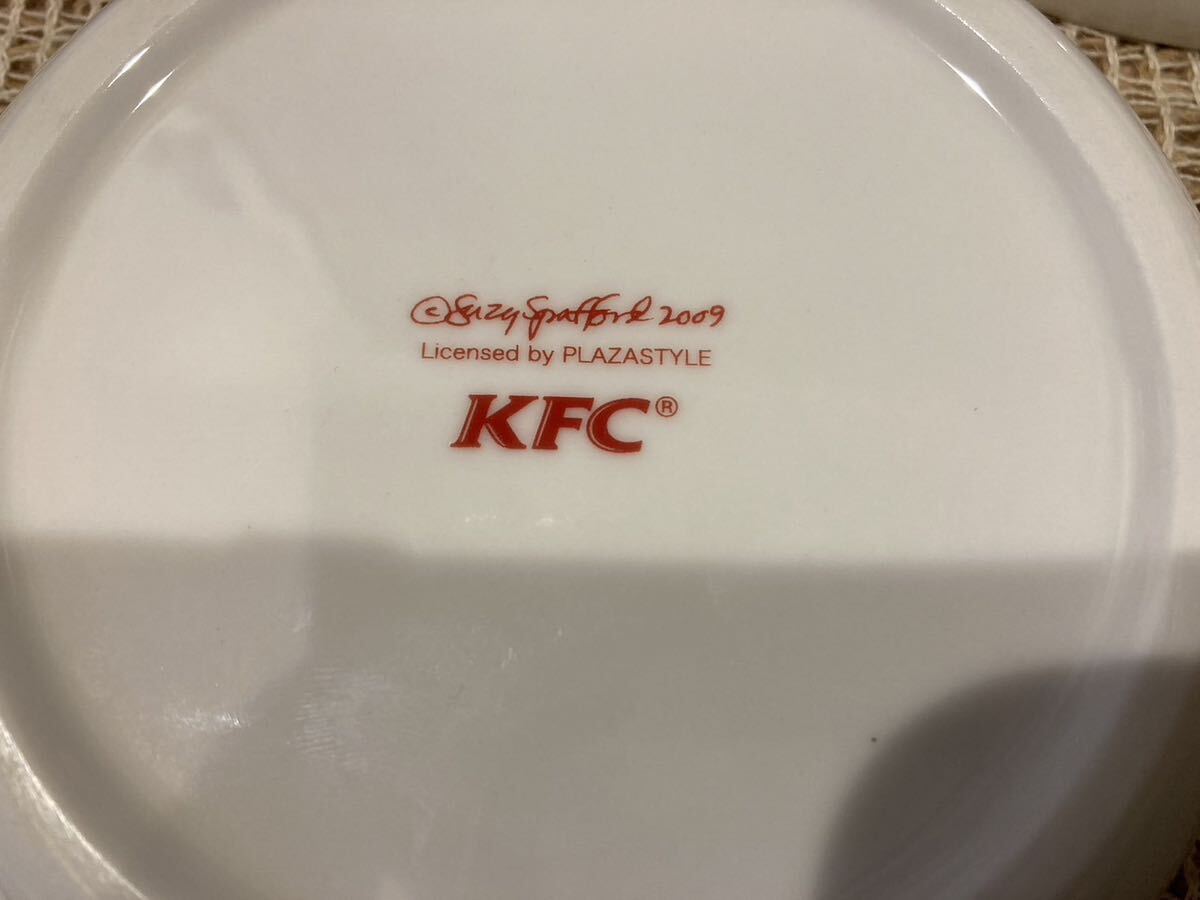 ©Suzy Spafford 2009
Licensed by PLAZASTYLE
KFC®